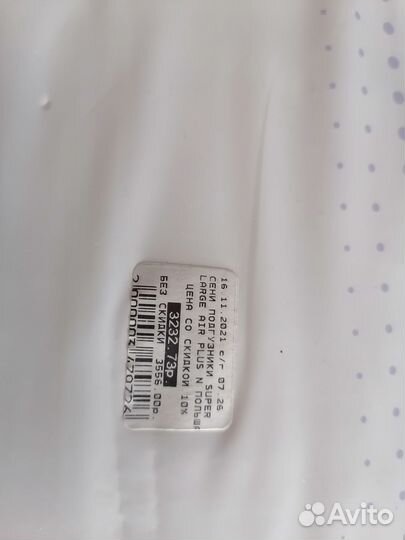 16.11.2021 с/г 07.26
СЕНИ ПОДГУЗНИКИ SUPER
LARGE AIR PLUS N ПОЛЬША
ЦЕНА СО СКИДКОЙ 10%
3232.73р.
БЕЗ СКИДКИ 3556.00р.
Avito